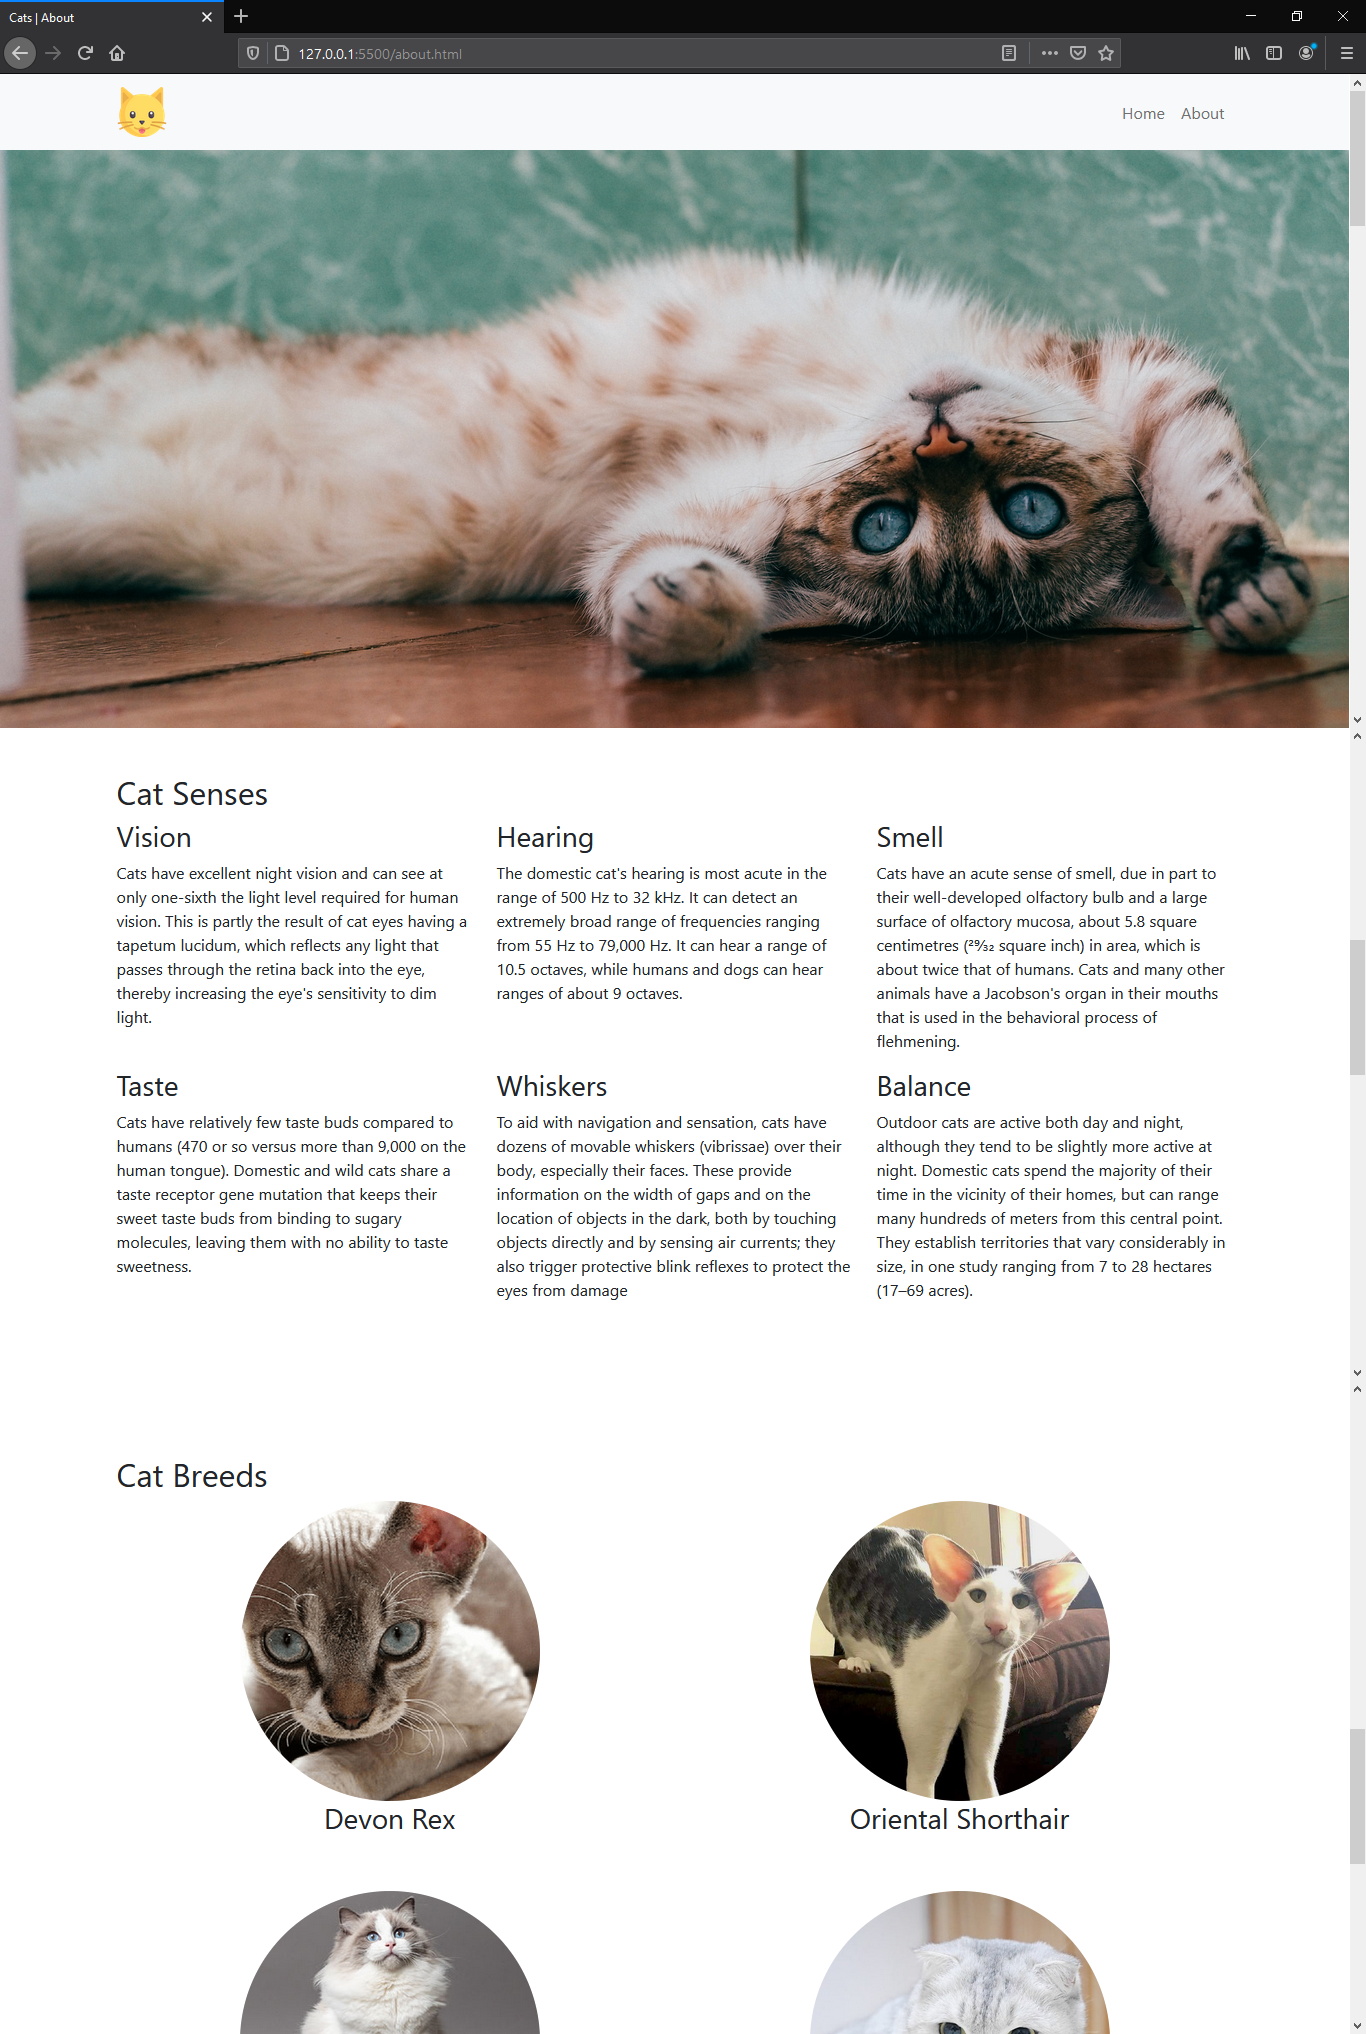 Cats | About
127.0.0.1:5500/about.html
Home About
Cat Senses
Vision
Cats have excellent night vision and can see at
only one-sixth the light level required for human
vision. This is partly the result of cat eyes having a
tapetum lucidum, which reflects any light that
passes through the retina back into the eye,
thereby increasing the eye's sensitivity to dim
light.
Hearing
The domestic cat's hearing is most acute in the
range of 500 Hz to 32 kHz. It can detect an
extremely broad range of frequencies ranging
from 55 Hz to 79,000 Hz. It can hear a range of
10.5 octaves, while humans and dogs can hear
ranges of about 9 octaves.
Smell
Cats have an acute sense of smell, due in part to
their well-developed olfactory bulb and a large
surface of olfactory mucosa, about 5.8 square
centimetres (²⁹⁄₃₂ square inch) in area, which is
about twice that of humans. Cats and many other
animals have a Jacobson's organ in their mouths
that is used in the behavioral process of
flehmening.
Taste
Cats have relatively few taste buds compared to
humans (470 or so versus more than 9,000 on the
human tongue). Domestic and wild cats share a
taste receptor gene mutation that keeps their
sweet taste buds from binding to sugary
molecules, leaving them with no ability to taste
sweetness.
Whiskers
To aid with navigation and sensation, cats have
dozens of movable whiskers (vibrissae) over their
body, especially their faces. These provide
information on the width of gaps and on the
location of objects in the dark, both by touching
objects directly and by sensing air currents; they
also trigger protective blink reflexes to protect the
eyes from damage
Balance
Outdoor cats are active both day and night,
although they tend to be slightly more active at
night. Domestic cats spend the majority of their
time in the vicinity of their homes, but can range
many hundreds of meters from this central point.
They establish territories that vary considerably in
size, in one study ranging from 7 to 28 hectares
(17–69 acres).
Cat Breeds
Devon Rex
Oriental Shorthair